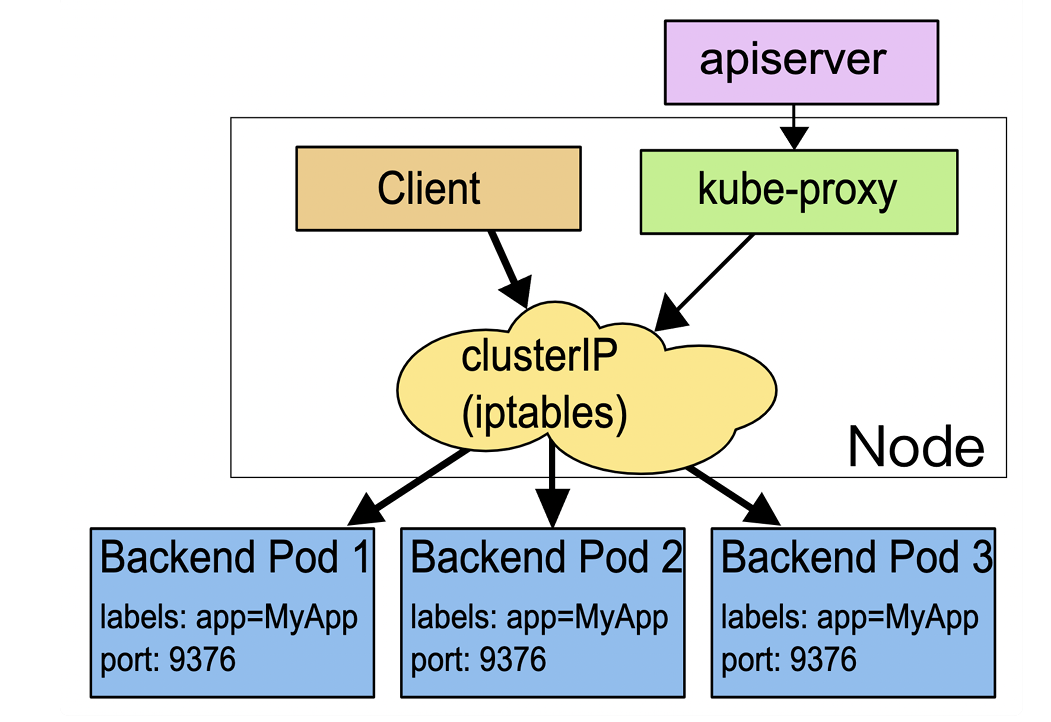 apiserver
Client
kube-proxy
clusterIP
(iptables)
Node
Backend Pod 1
labels: app=MyApp
port: 9376
Backend Pod 2
labels: app=MyApp
port: 9376
Backend Pod 3
labels: app=MyApp
port: 9376